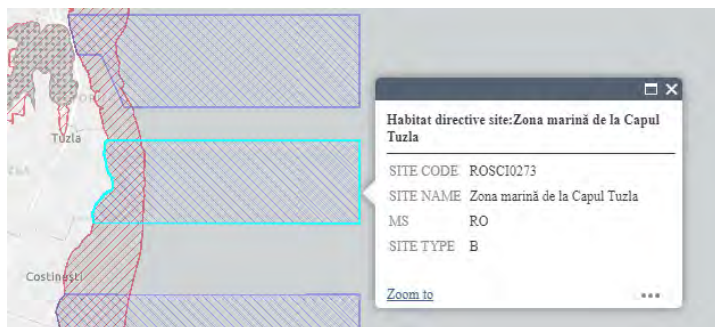 Tuzla
Costinești
Habitat directive site:Zona marină de la Capul
Tuzla
SITE CODE ROSCI0273
SITE NAME Zona marină de la Capul Tuzla
MS RO
SITE TYPE B
Zoom to